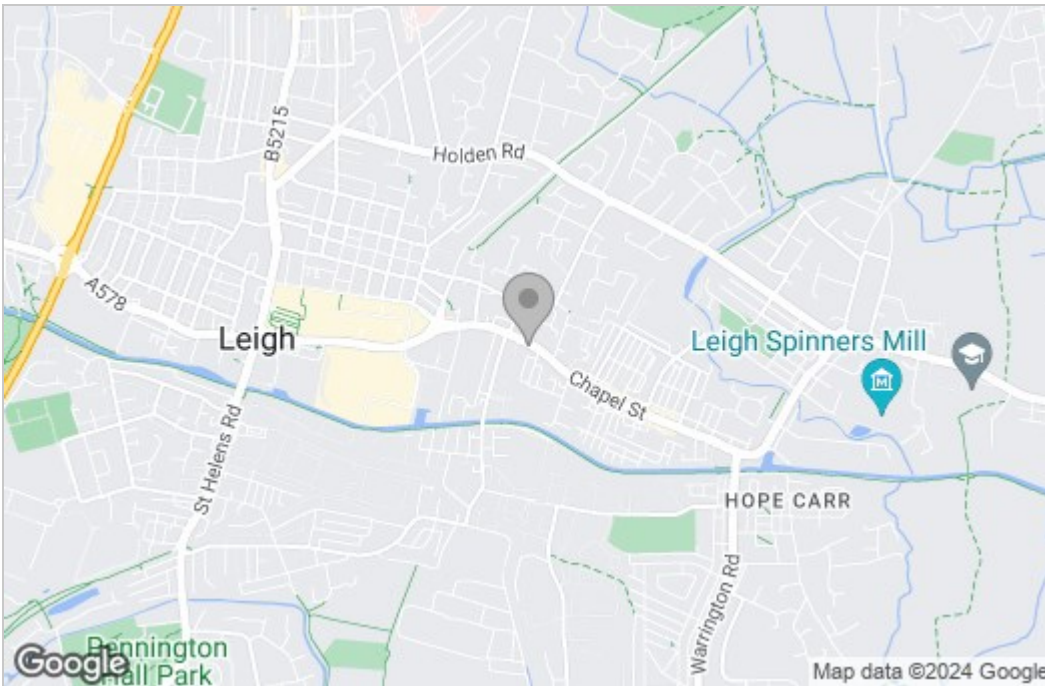 B5215
Holden Rd
A578
Leigh
Leigh Spinners Mill
Chapel St
St Helens Rd
HOPE CARR
Warrington Rd
Pennington
Hall Park
Google
Map data ©2024 Google